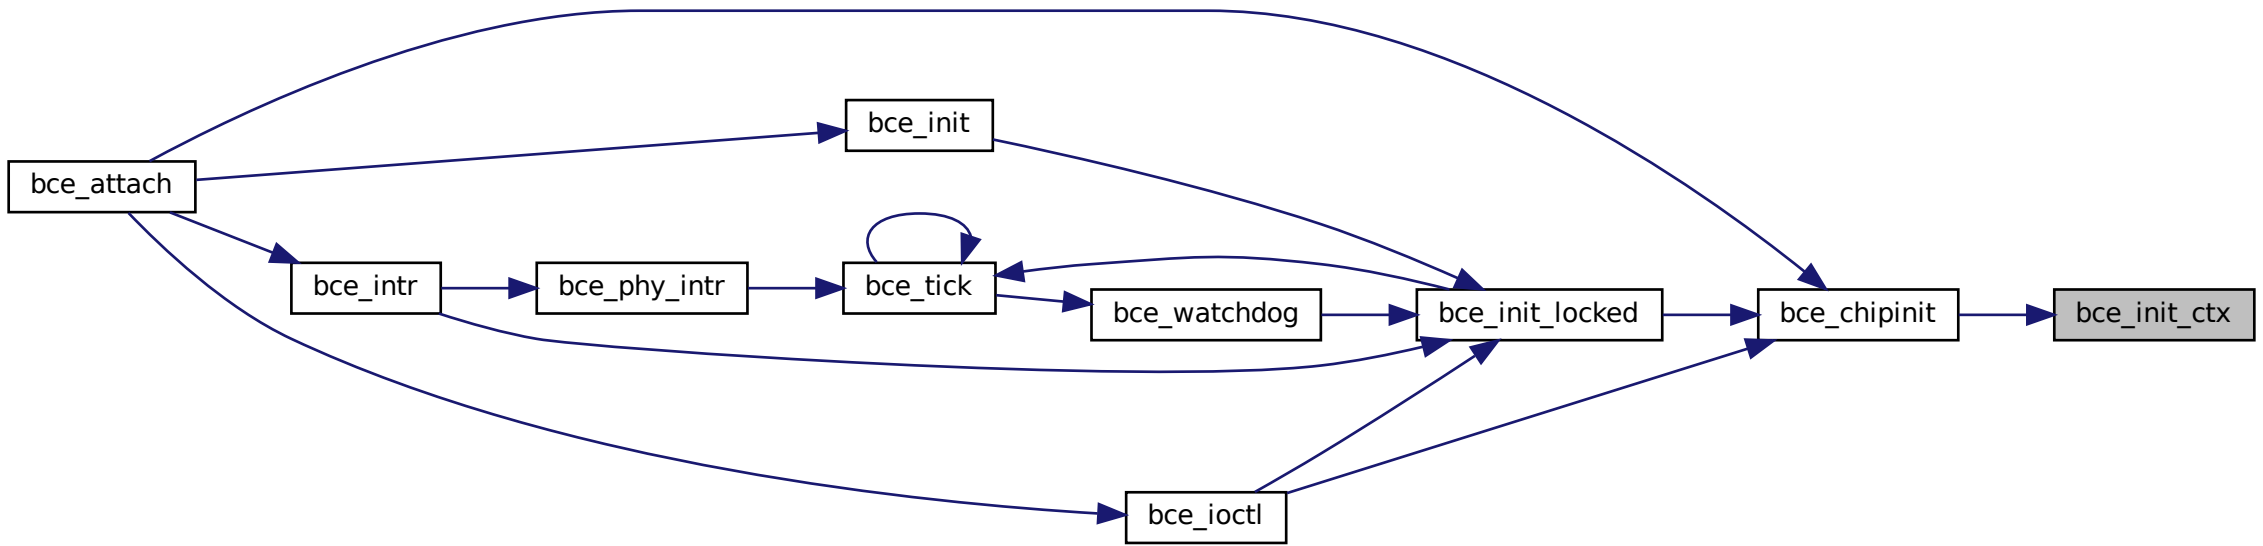 bce_init
bce_attach
bce_intr
bce_phy_intr
bce_tick
bce_watchdog
bce_init_locked
bce_chipinit
bce_init_ctx
bce_ioctl